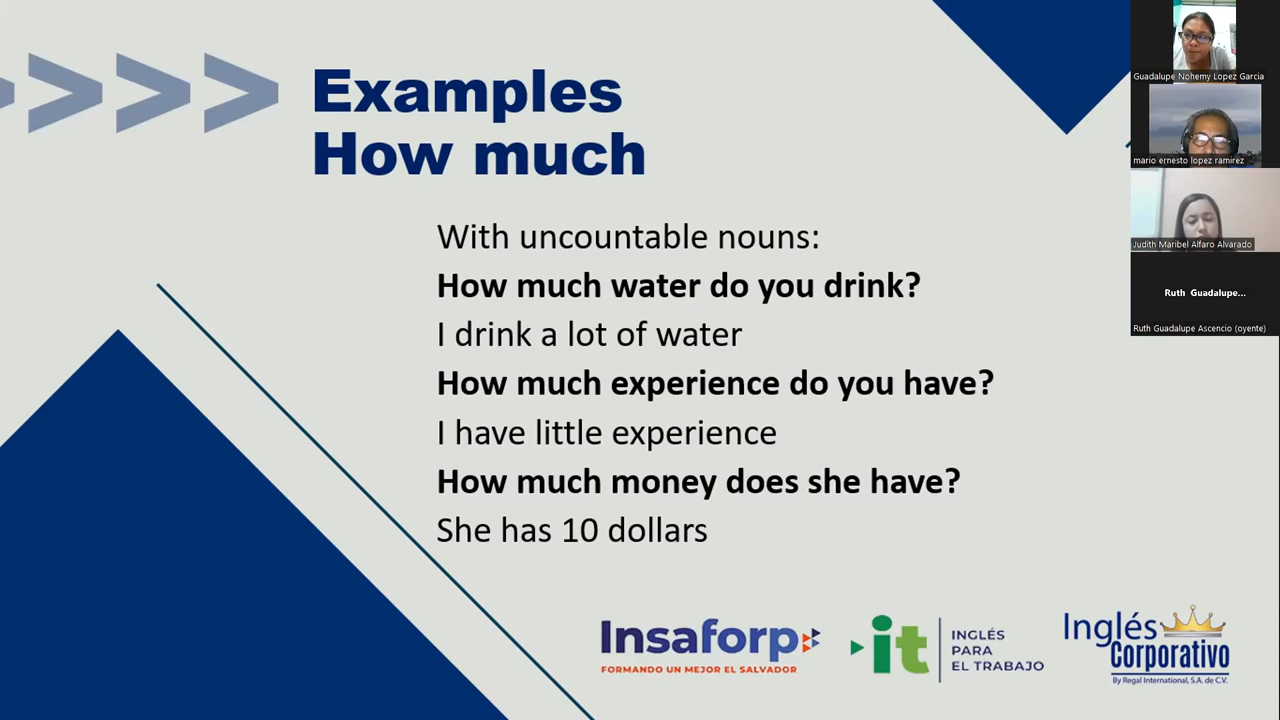 Examples
How much
With uncountable nouns:
How much water do you drink?
I drink a lot of water
How much experience do you have?
I have little experience
How much money does she have?
She has 10 dollars
Insaforp
FORMANDO UN MEJOR EL SALVADOR
it
INGLÉS
PARA
EL TRABAJO
Inglés
Corporativo
By Regal International, S.A. de C.V.
Guadalupe Nohemy Lopez Garcia
mario ernesto lopez ramirez
Judith Maribel Alfaro Alvarado
Ruth Guadalupe...
Ruth Guadalupe Ascencio (oyente)